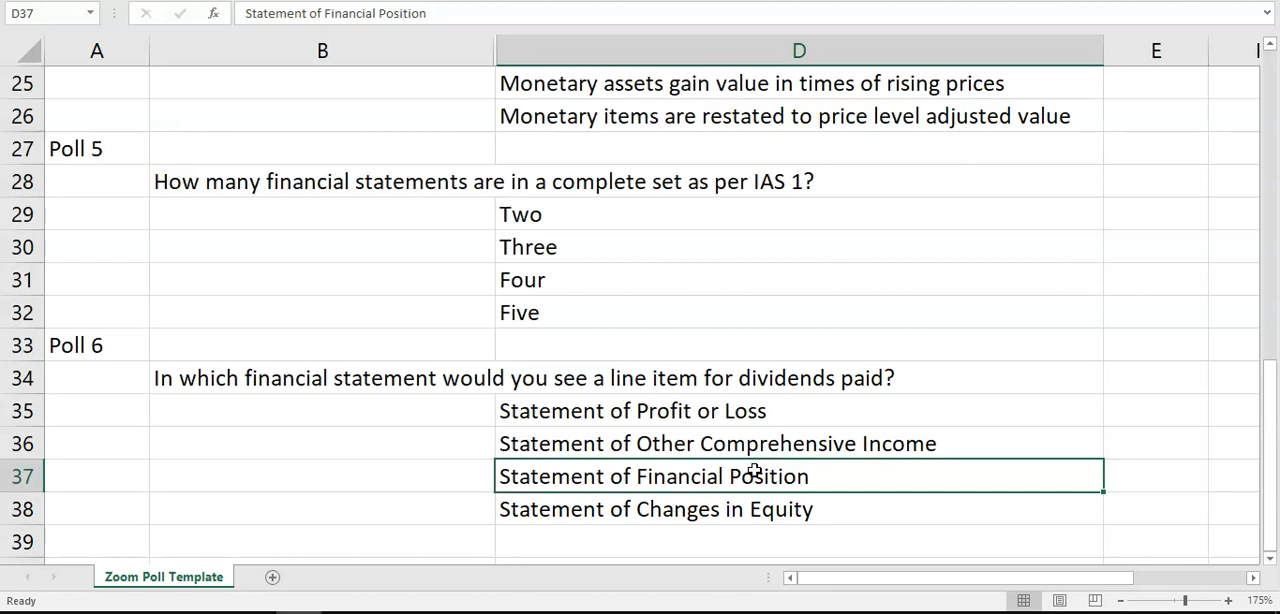 D37
fx
Statement of Financial Position
A B D E
25 Monetary assets gain value in times of rising prices
26 Monetary items are restated to price level adjusted value
27 Poll 5
28 How many financial statements are in a complete set as per IAS 1?
29 Two
30 Three
31 Four
32 Five
33 Poll 6
34 In which financial statement would you see a line item for dividends paid?
35 Statement of Profit or Loss
36 Statement of Other Comprehensive Income
37 Statement of Financial Position
38 Statement of Changes in Equity
39
Zoom Poll Template
Ready
175%